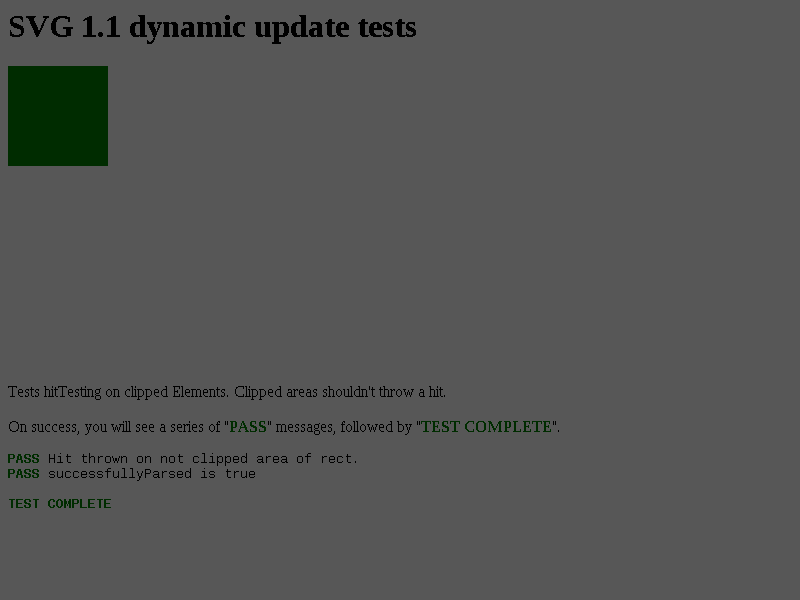 SVG 1.1 dynamic update tests
Tests hitTesting on clipped Elements. Clipped areas shouldn't throw a hit.
On success, you will see a series of "PASS" messages, followed by "TEST COMPLETE".
PASS Hit thrown on not clipped area of rect.
PASS successfullyParsed is true
TEST COMPLETE